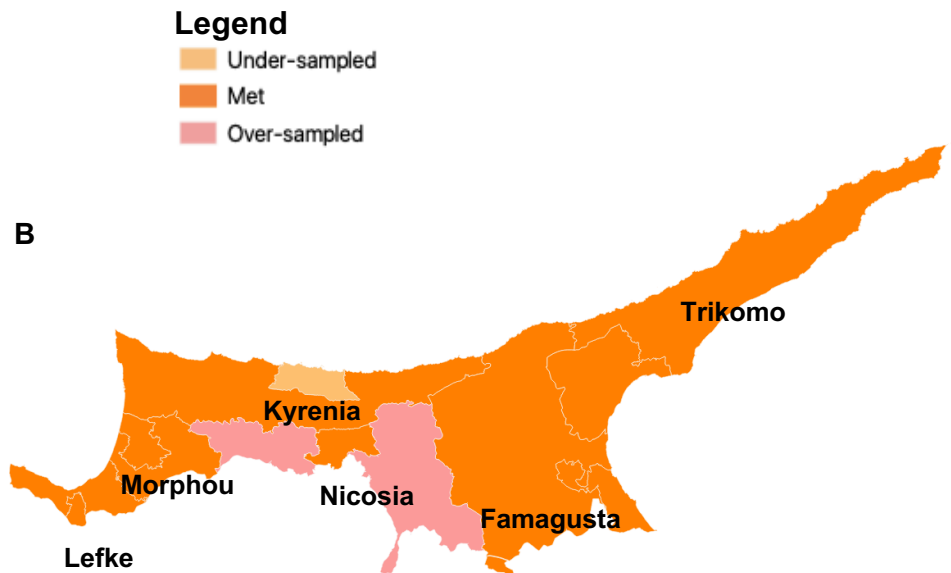 Legend
Under-sampled
Met
Over-sampled
B
Trikomo
Kyrenia
Morphou
Nicosia
Famagusta
Lefke